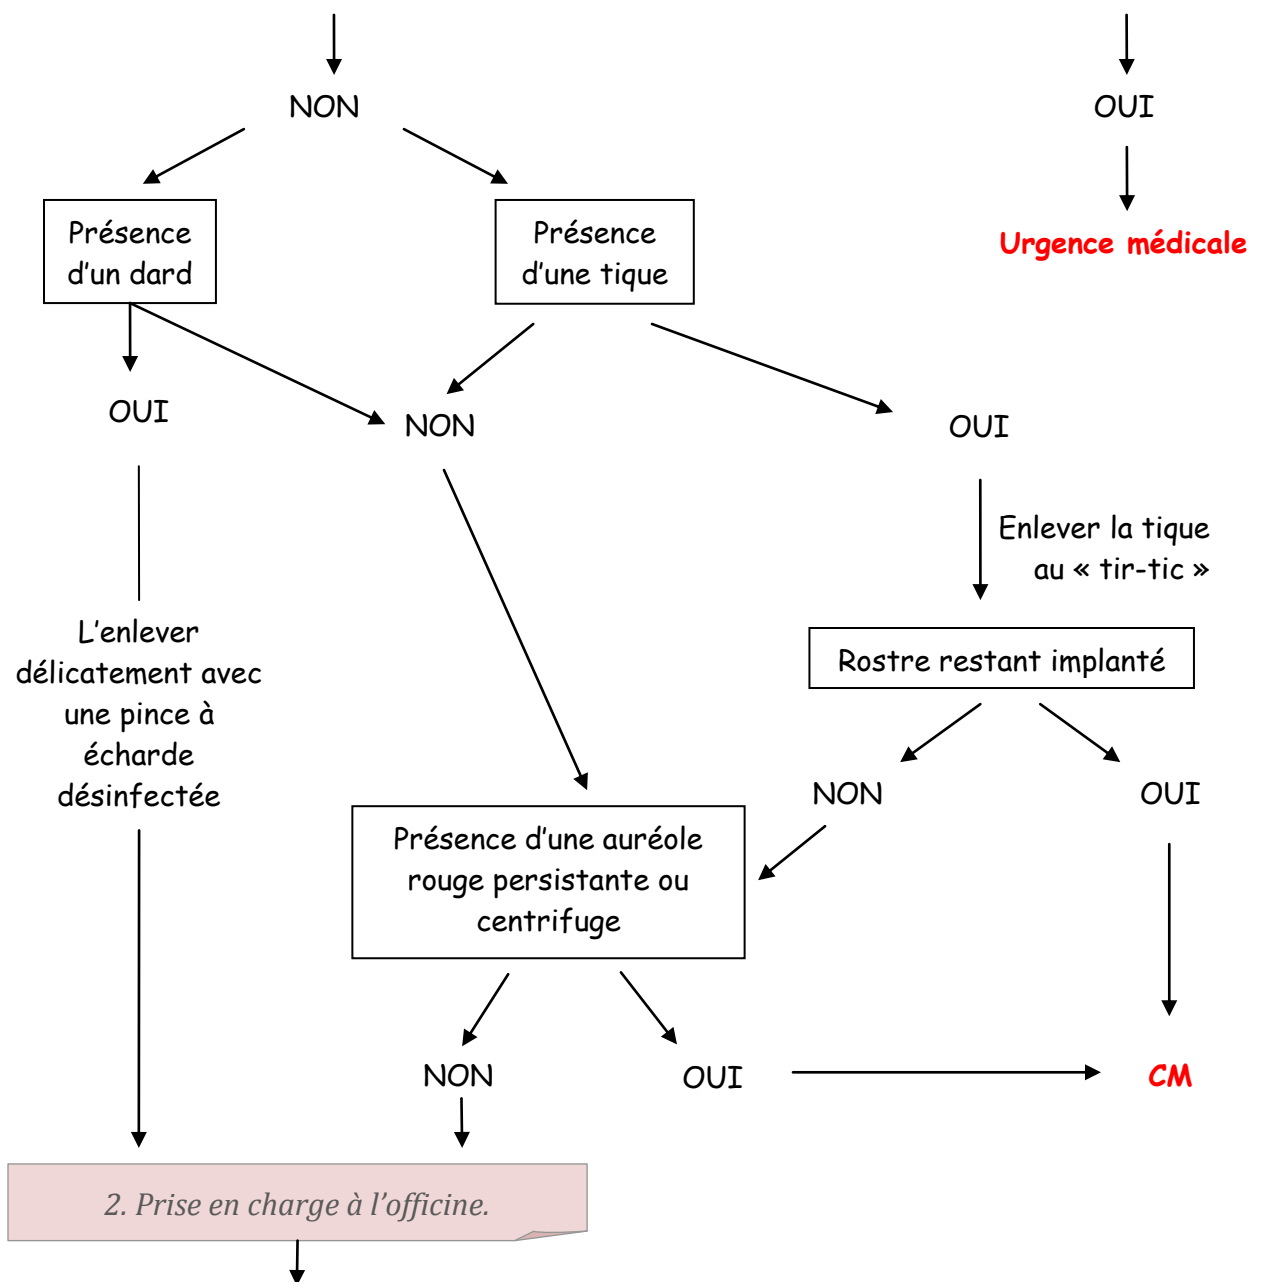 NON
OUI
Urgence médicale
Présence
d'un dard
Présence
d'une tique
OUI
NON
OUI
Enlever la tique
au « tir-tic »
L'enlever
délicatement avec
une pince à
écharde
désinfectée
Rostre restant implanté
NON
OUI
Présence d'une auréole
rouge persistante ou
centrifuge
NON
OUI
CM
2. Prise en charge à l'officine.